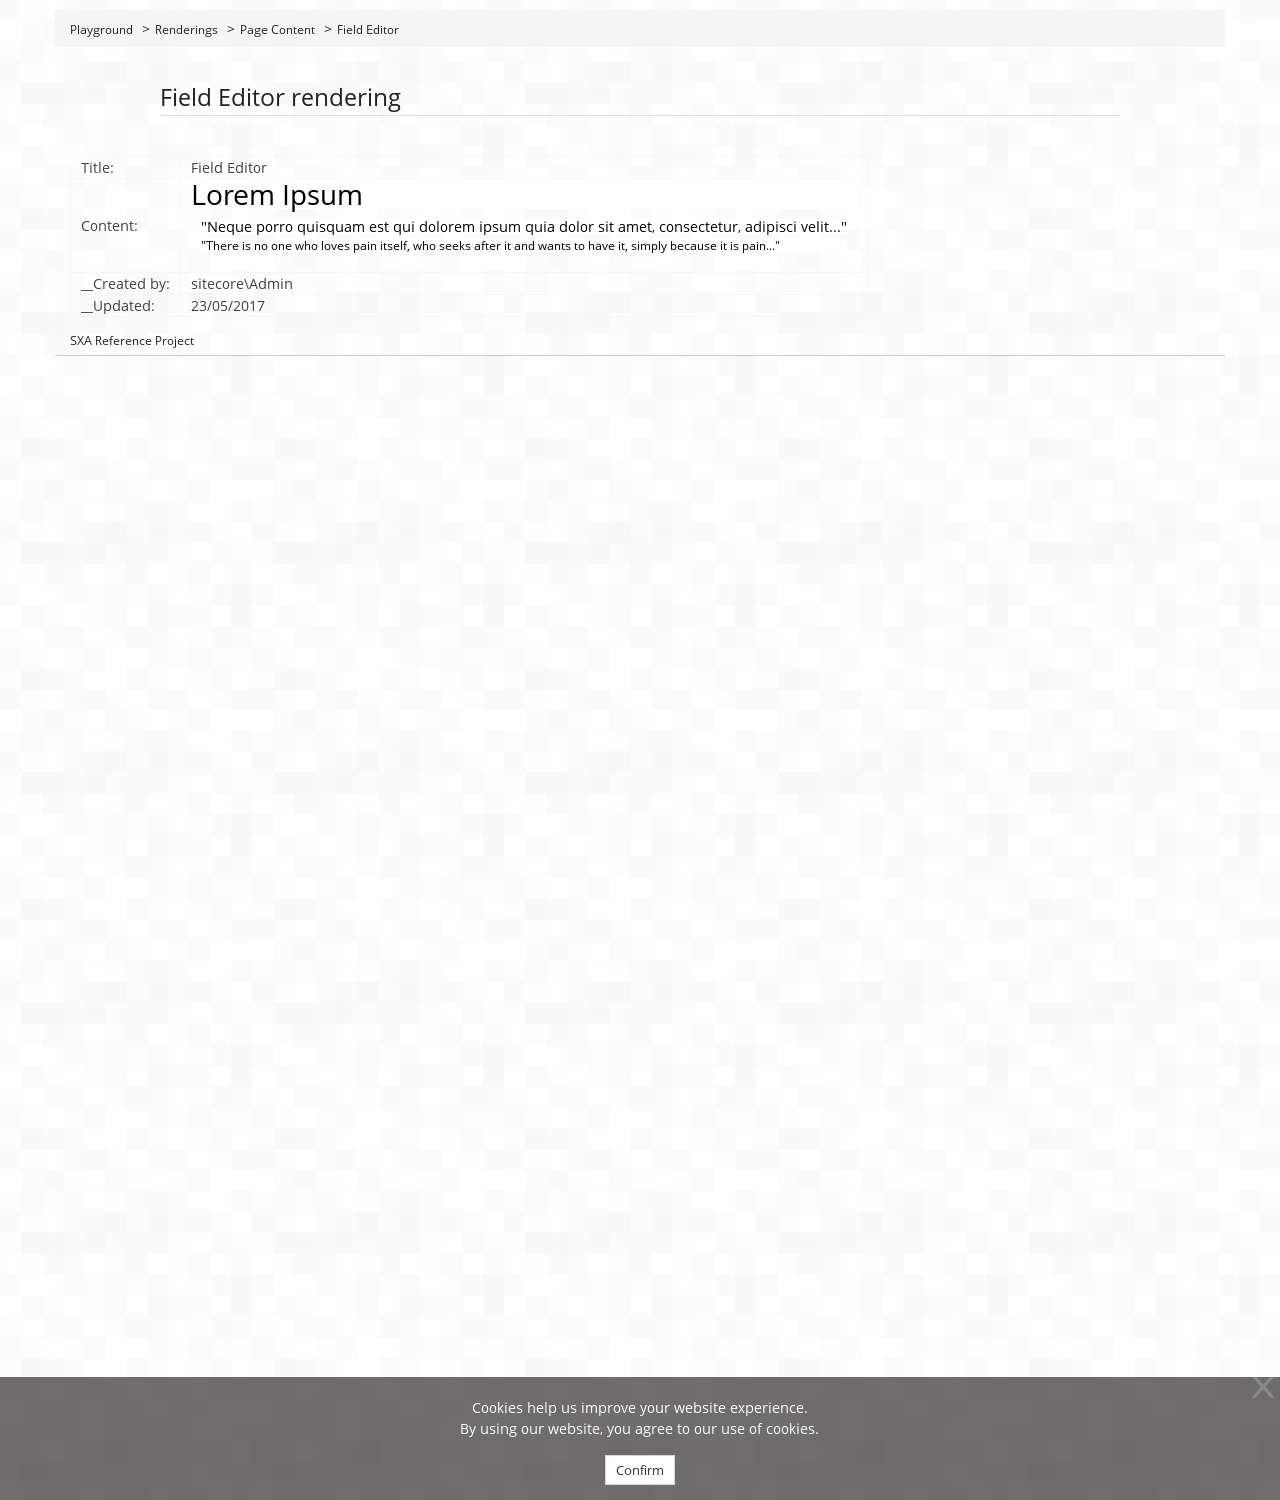 Playground > Renderings > Page Content > Field Editor
Field Editor rendering
Title: Field Editor
Content: Lorem Ipsum
"Neque porro quisquam est qui dolorem ipsum quia dolor sit amet, consectetur, adipisci velit..."
"There is no one who loves pain itself, who seeks after it and wants to have it, simply because it is pain..."
__Created by: sitecore\Admin
__Updated: 23/05/2017
SXA Reference Project
X
Cookies help us improve your website experience.
By using our website, you agree to our use of cookies.
Confirm